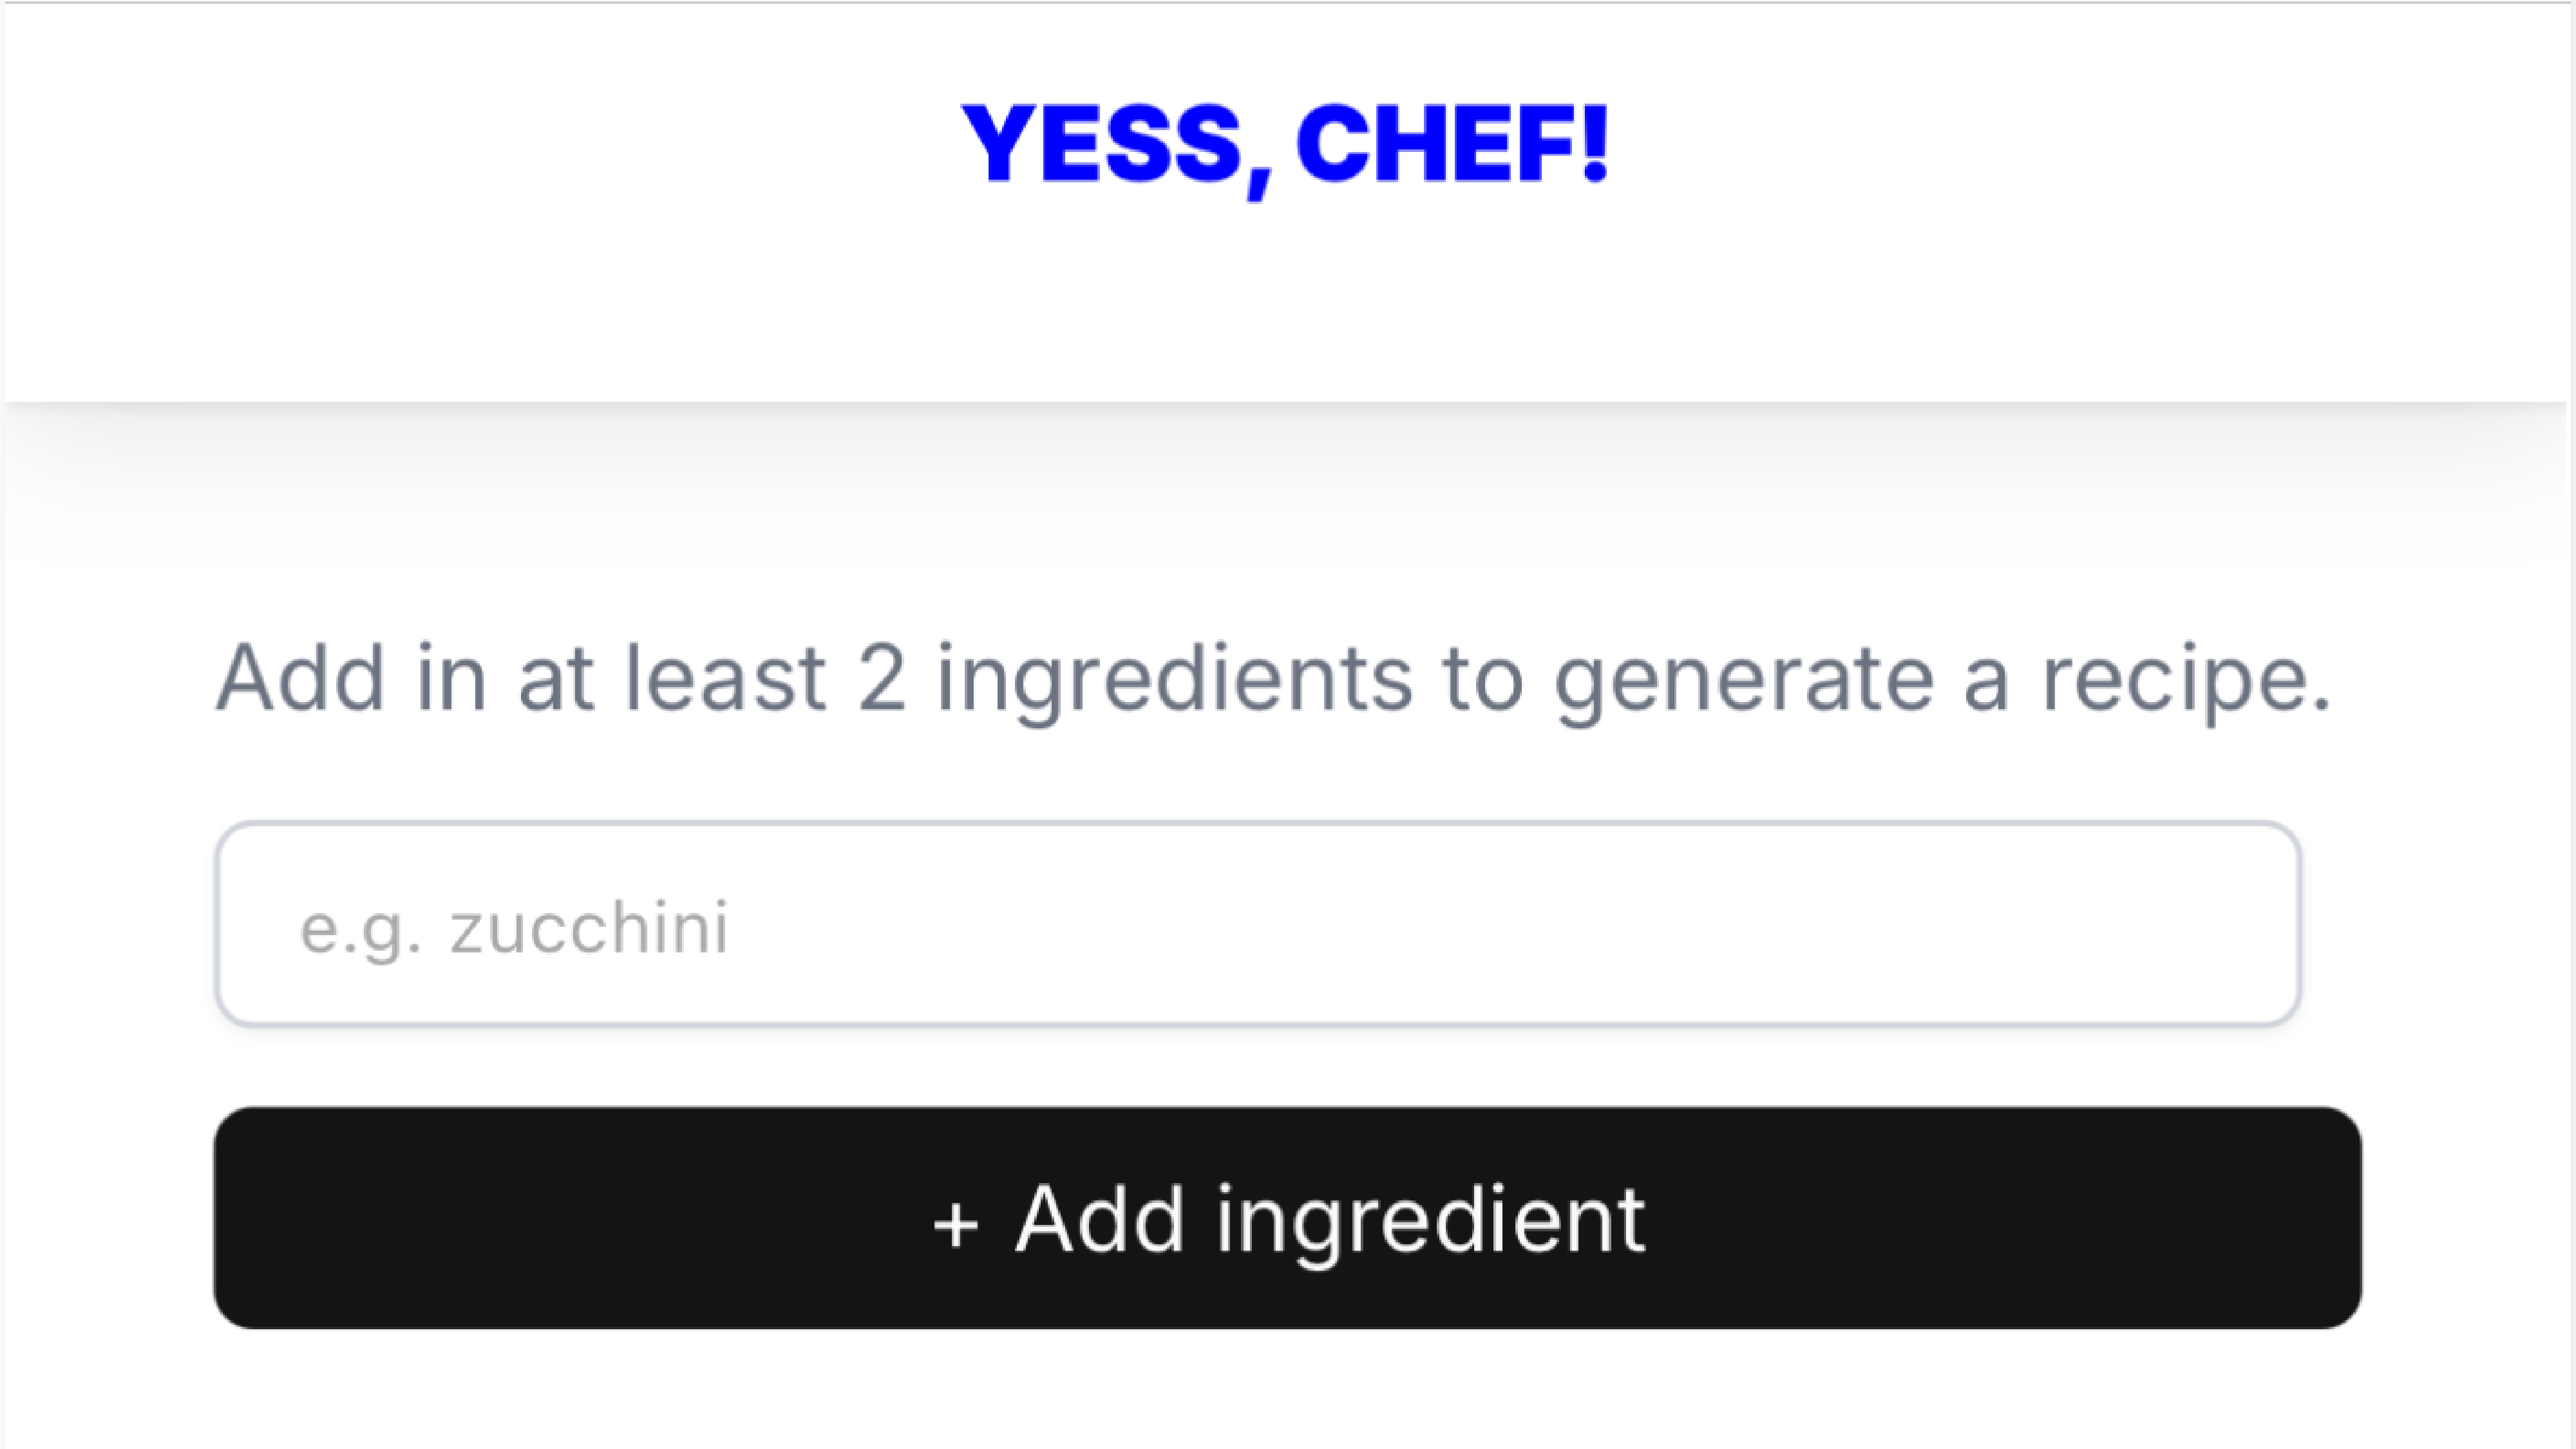 YESS, CHEF!
Add in at least 2 ingredients to generate a recipe.
e.g. zucchini
+ Add ingredient